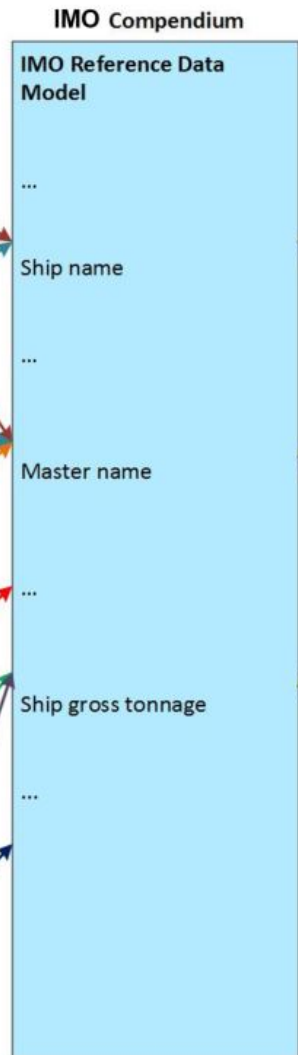 IMO Compendium
IMO Reference Data
Model
...
Ship name
...
Master name
...
Ship gross tonnage
...